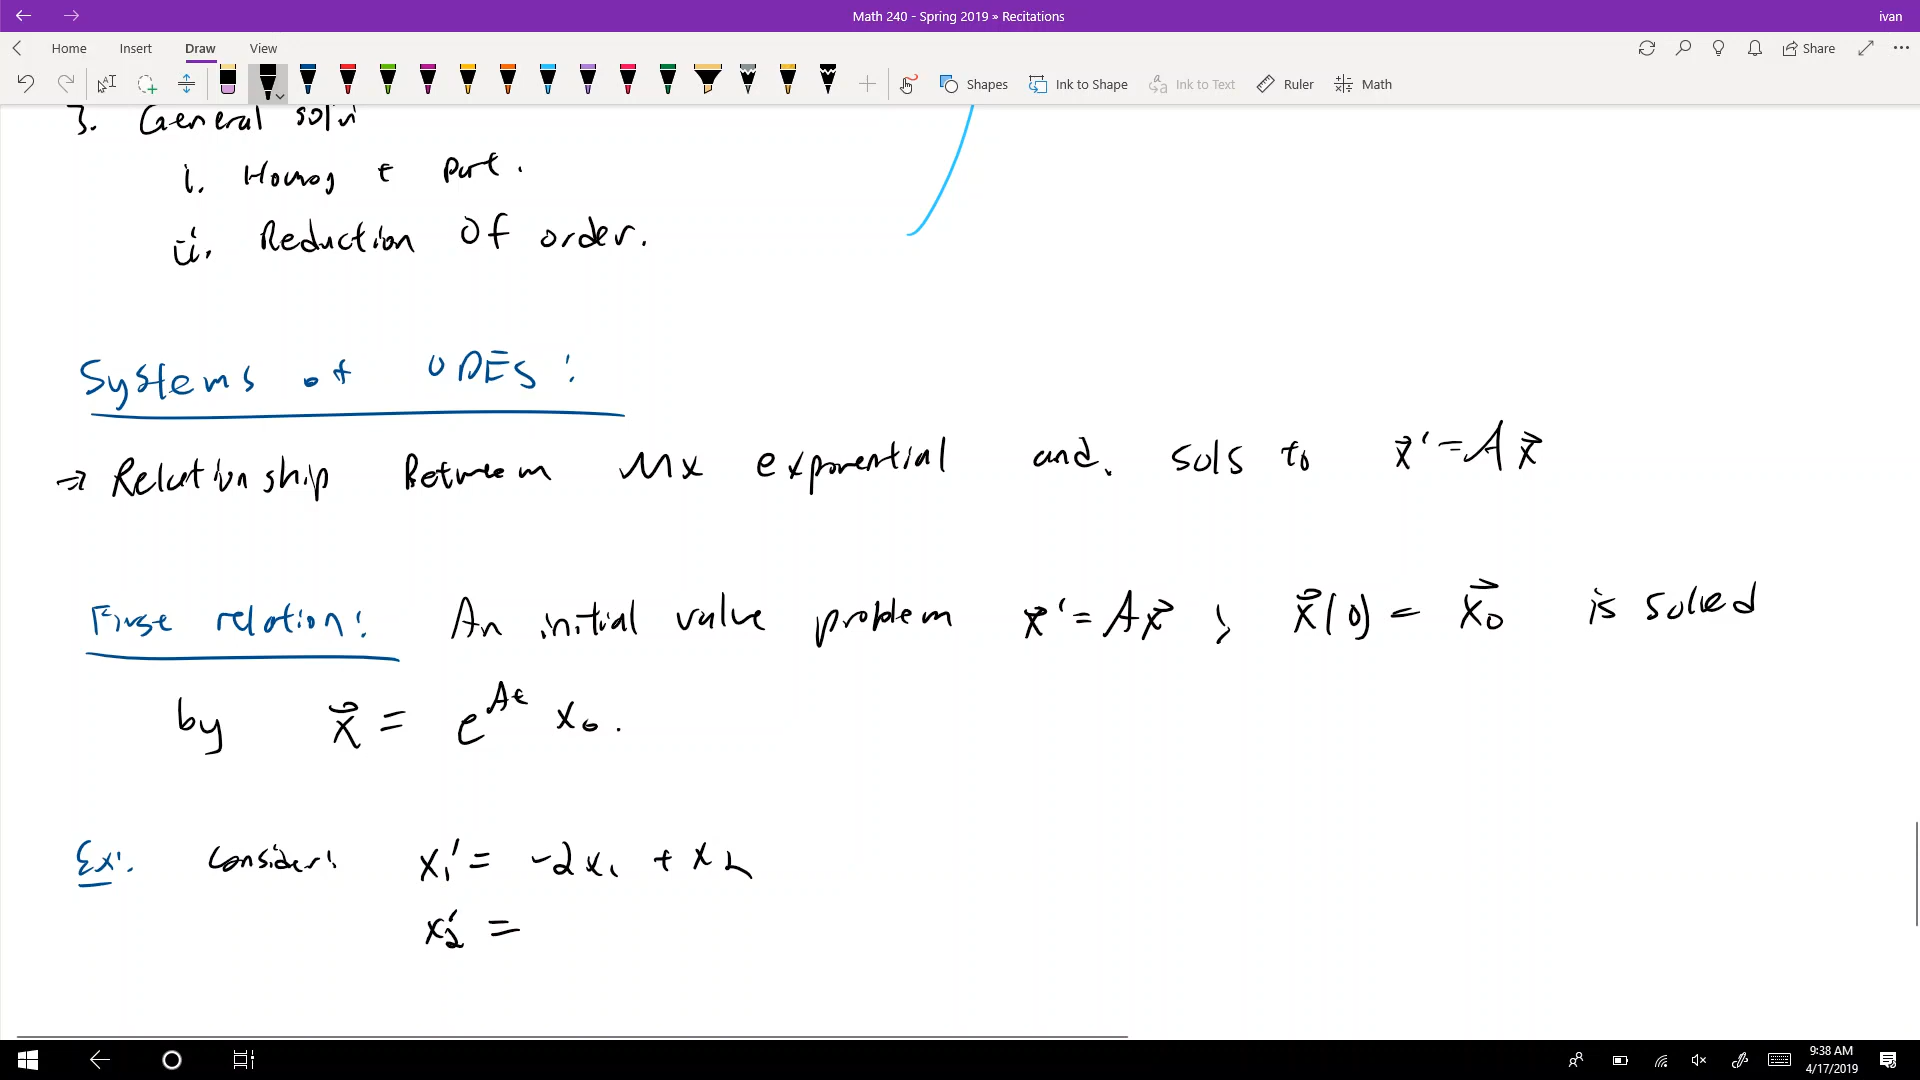 Math 240 - Spring 2019 » Recitations
ivan
Home Insert Draw View
Share
Shapes Ink to Shape Ink to Text Ruler Math
3. General sol'n
i. Homog + part.
ii. Reduction of order.
Systems of ODEs:
→ Relationship Between Mx exponential and sols to x⃗' = A x⃗
First relation: An initial value problem x⃗' = A x⃗ ; x⃗(0) = x⃗₀ is solved
by x⃗ = e^{At} x₀.
Ex: Consider: x₁' = -2x₁ + x₂
x₂' =
9:38 AM
4/17/2019